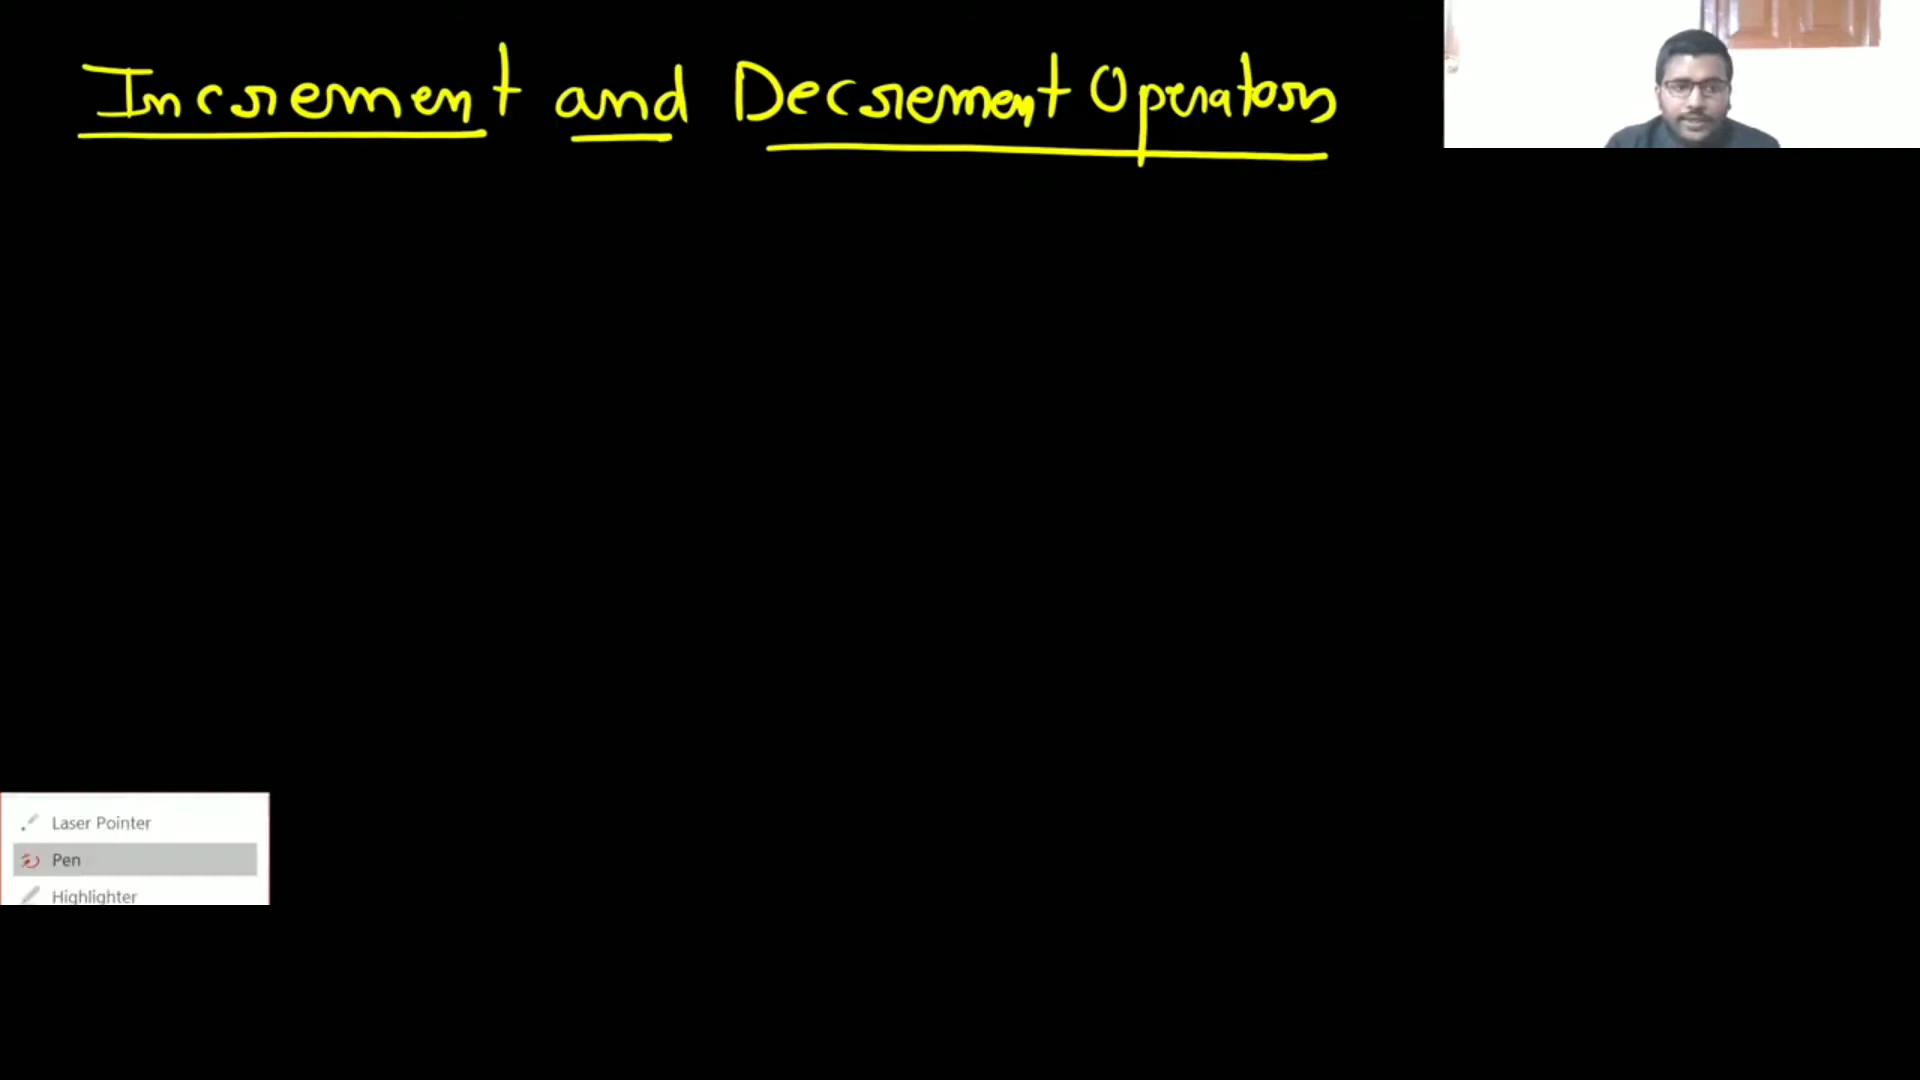 Increment and Decrement Operators
Laser Pointer
Pen
Highlighter